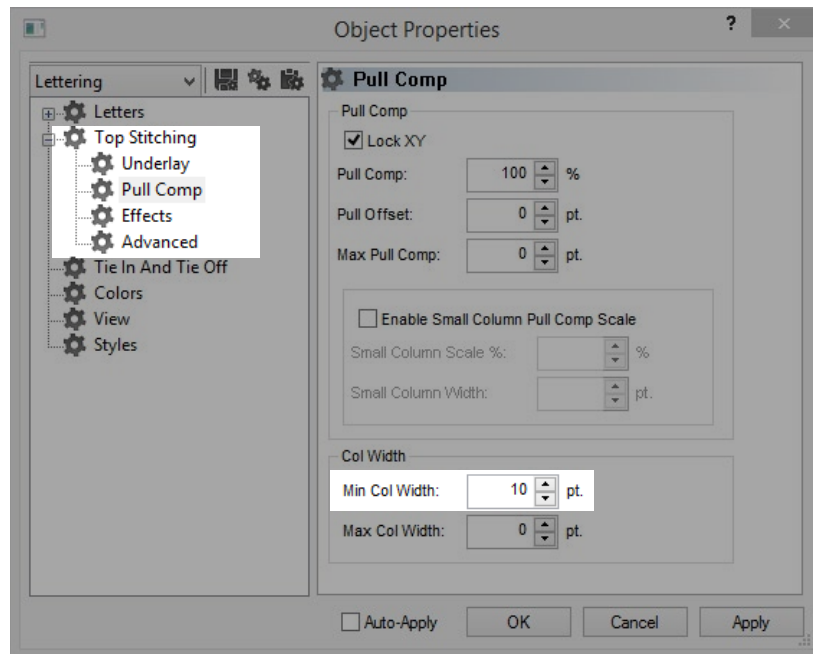 Object Properties
?
Lettering
Letters
Top Stitching
Underlay
Pull Comp
Effects
Advanced
Tie In And Tie Off
Colors
View
Styles
Pull Comp
Pull Comp
Lock XY
Pull Comp: 100 %
Pull Offset: 0 pt.
Max Pull Comp: 0 pt.
Enable Small Column Pull Comp Scale
Small Column Scale %: %
Small Column Width: pt.
Col Width
Min Col Width: 10 pt.
Max Col Width: 0 pt.
Auto-Apply OK Cancel Apply